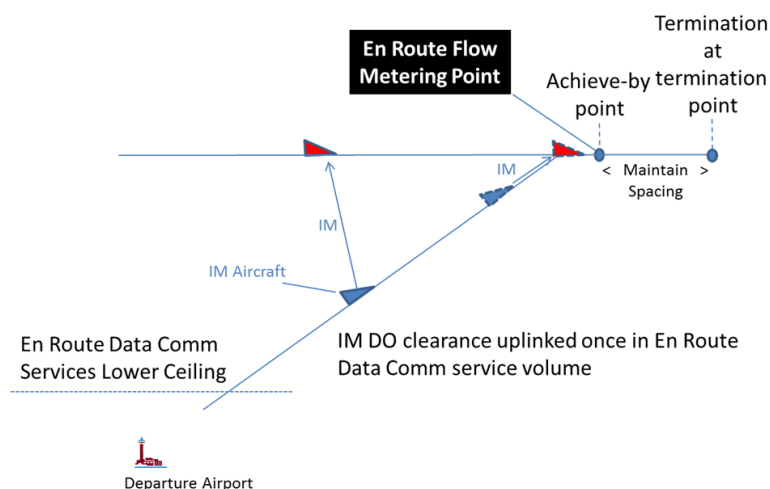 En Route Flow
Metering Point
Termination
at
termination
point
Achieve-by
point
IM
< Maintain >
Spacing
IM
IM Aircraft
En Route Data Comm
Services Lower Ceiling
IM DO clearance uplinked once in En Route
Data Comm service volume
Departure Airport